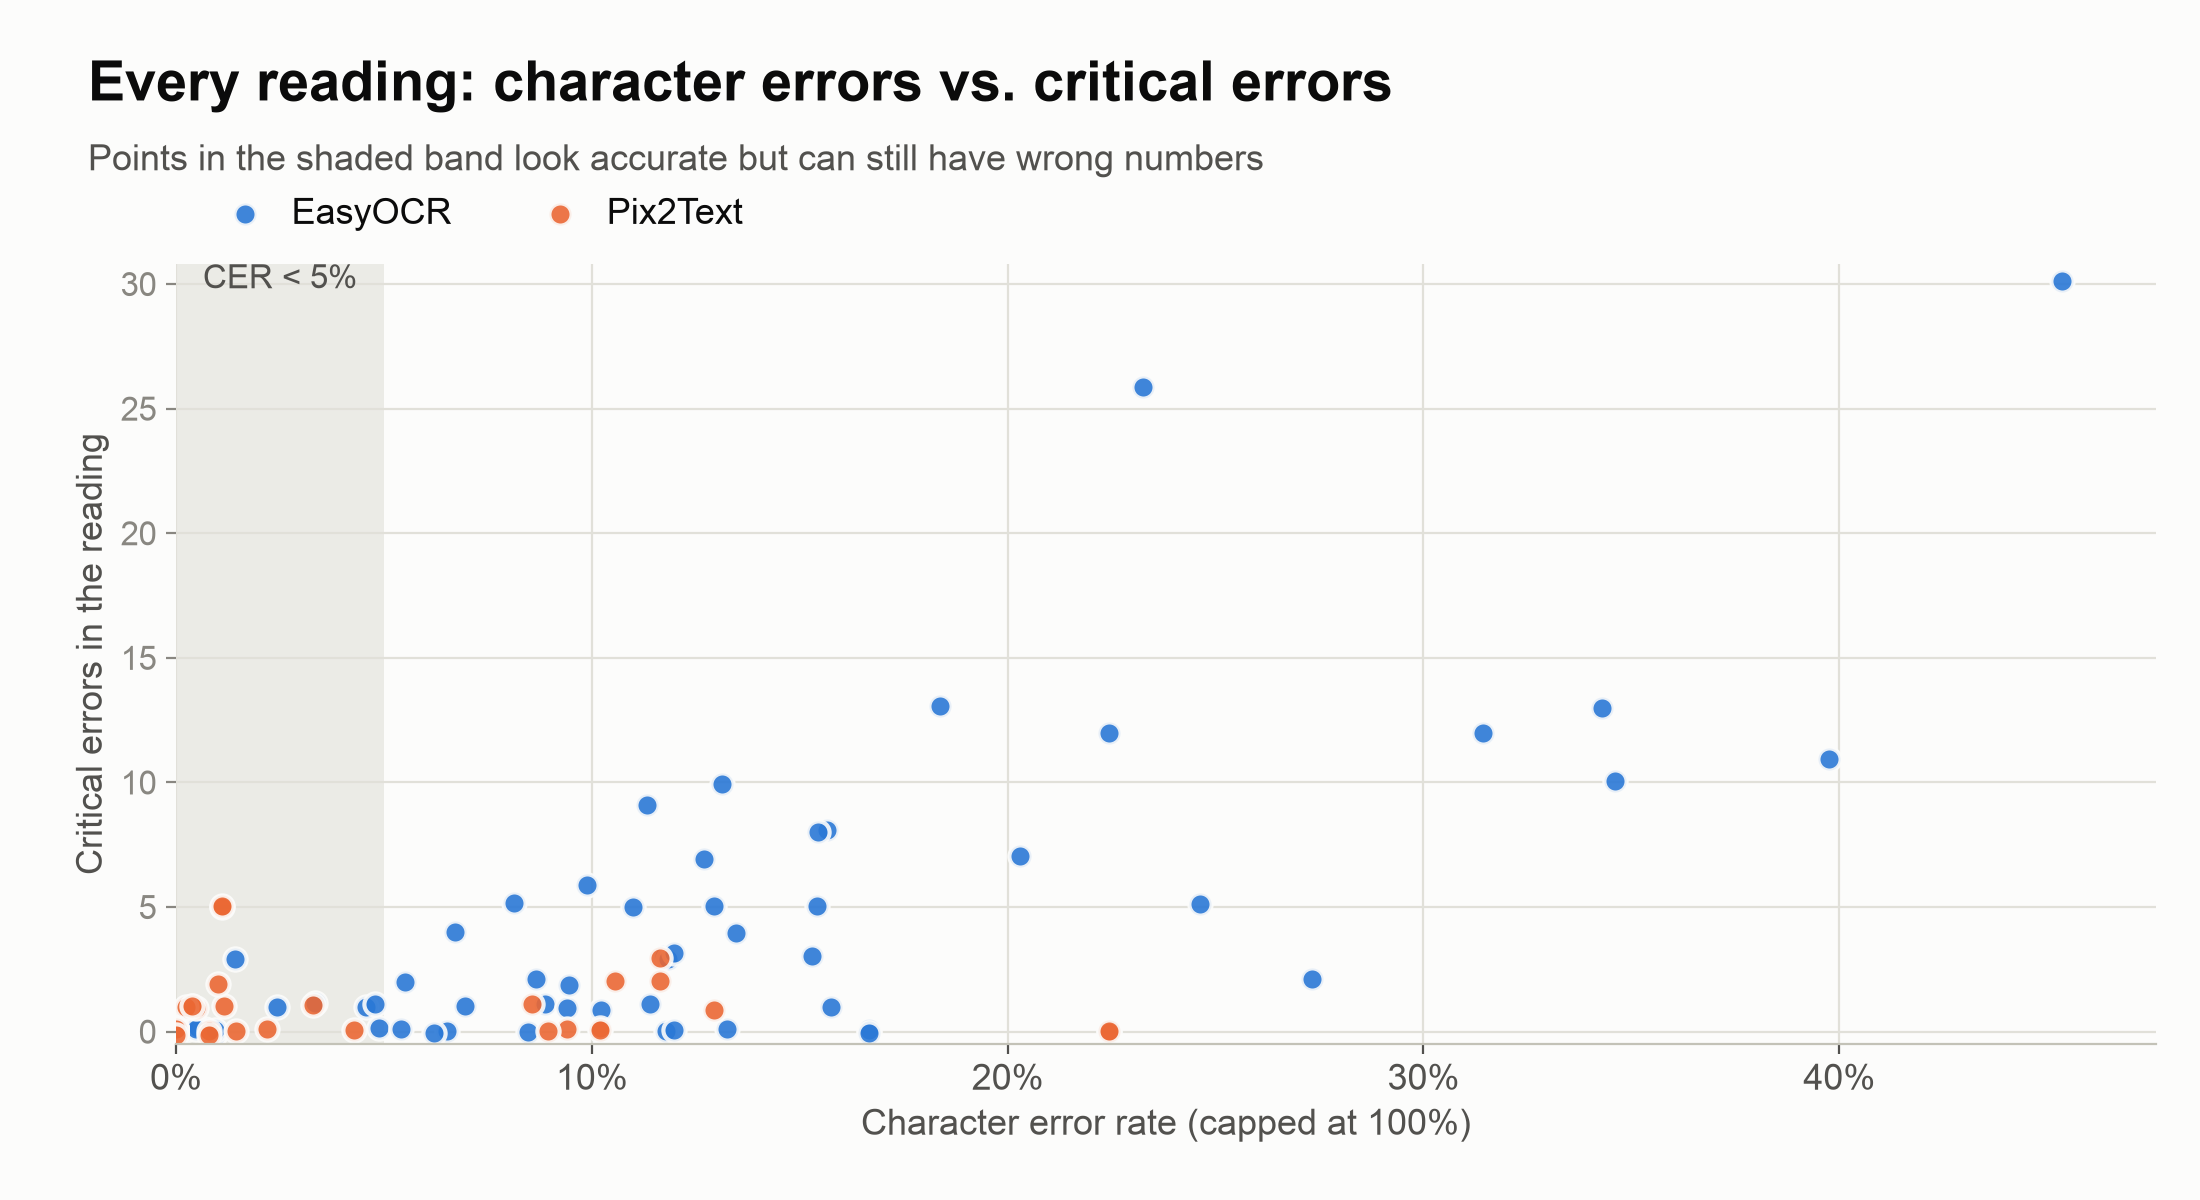 Every reading: character errors vs. critical errors
Points in the shaded band look accurate but can still have wrong numbers
EasyOCR Pix2Text
CER < 5%
30
25
20
15
10
5
0
Critical errors in the reading
0% 10% 20% 30% 40%
Character error rate (capped at 100%)